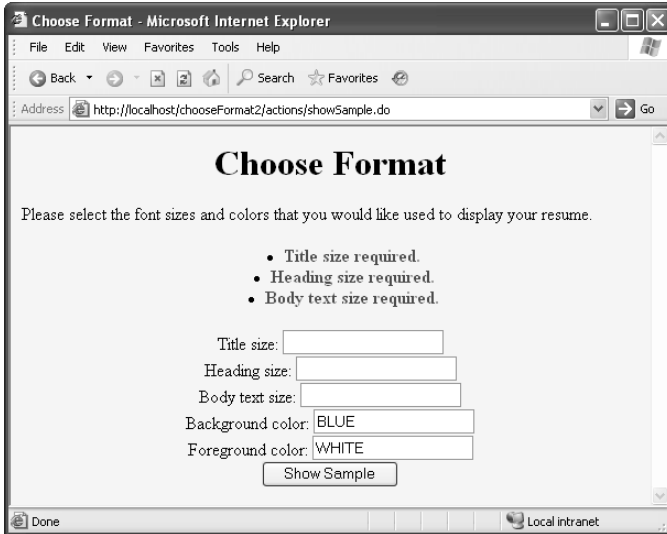 Choose Format - Microsoft Internet Explorer
File Edit View Favorites Tools Help
Back Search Favorites
Address http://localhost/chooseFormat2/actions/showSample.do Go
Choose Format
Please select the font sizes and colors that you would like used to display your resume.
• Title size required.
• Heading size required.
• Body text size required.
Title size:
Heading size:
Body text size:
Background color: BLUE
Foreground color: WHITE
Show Sample
Done Local intranet